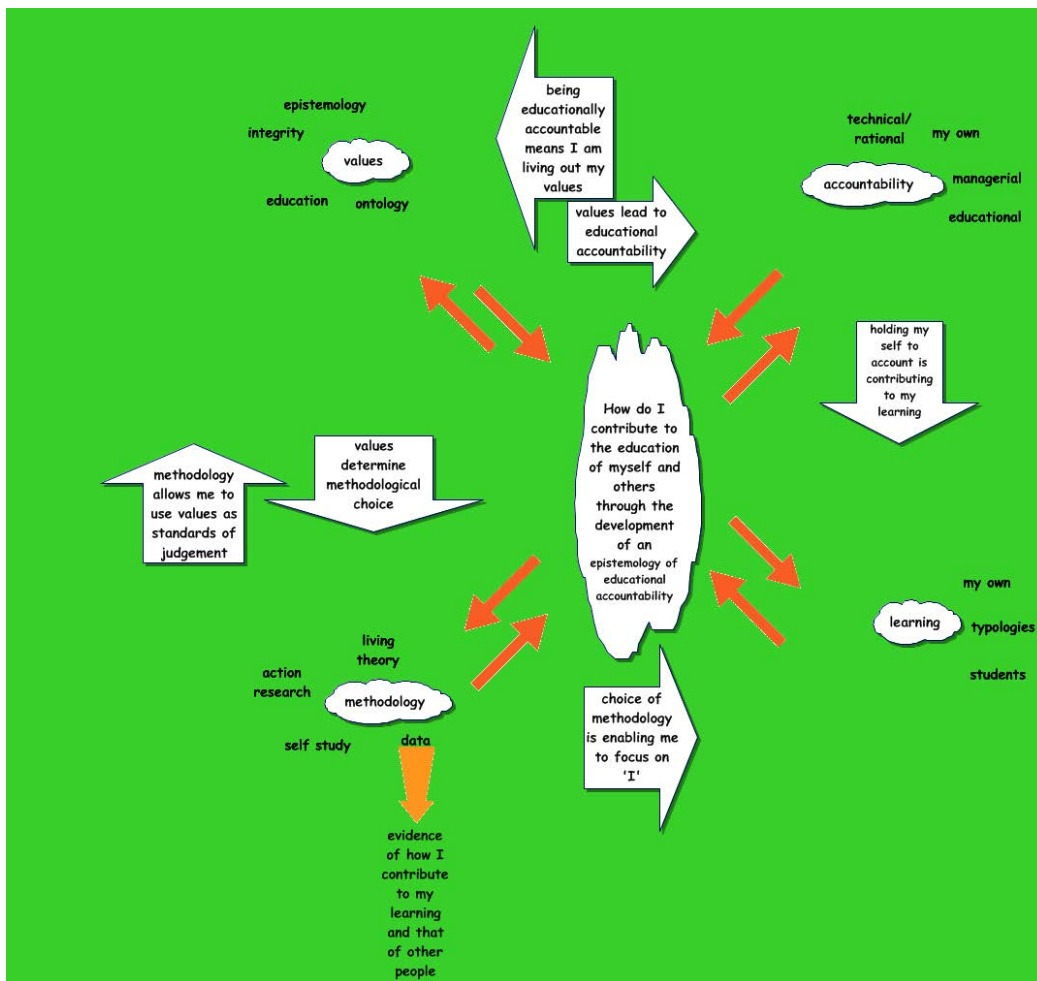 being
educationally
accountable
means I am
living out my
values
values lead to
educational
accountability
epistemology
integrity
values
education
ontology
technical/
rational
my own
accountability
managerial
educational
holding my
self to
account is
contributing
to my
learning
How do I
contribute to
the education
of myself and
others
through the
development
of an
epistemology of
educational
accountability
values
determine
methodological
choice
methodology
allows me to
use values as
standards of
judgement
my own
learning
typologies
students
living
theory
action
research
methodology
self study
data
choice of
methodology
is enabling me
to focus on
'I'
evidence
of how I
contribute
to my
learning
and that
of other
people